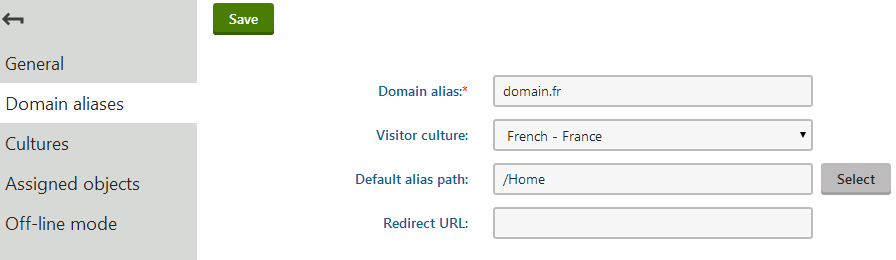 Save
General
Domain aliases
Cultures
Assigned objects
Off-line mode
Domain alias:* domain.fr
Visitor culture: French - France
Default alias path: /Home Select
Redirect URL: